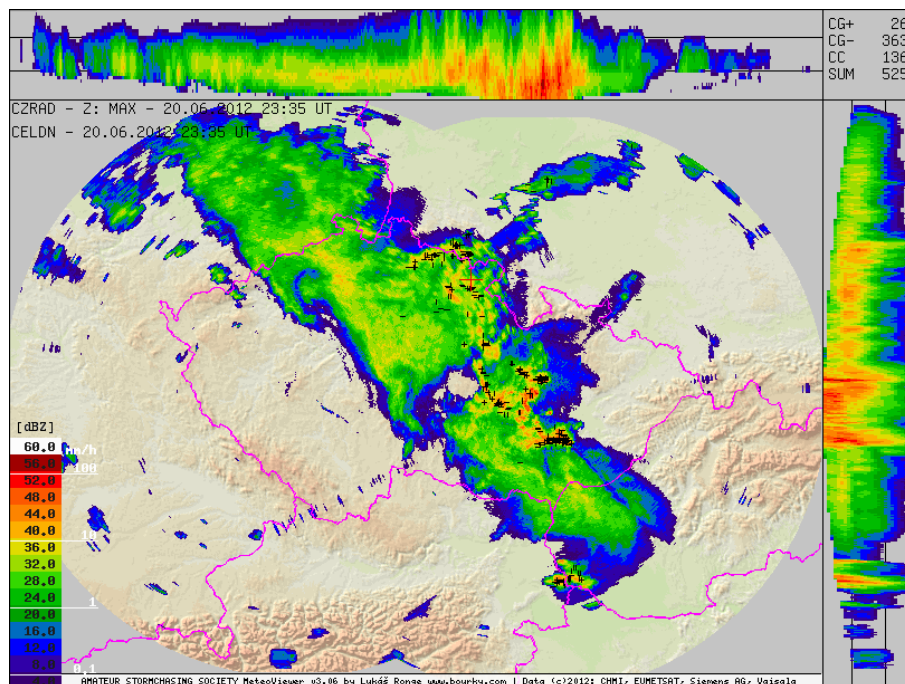 CG+ 26
CG- 363
CC 136
SUM 525
CZRAD - Z: MAX - 20.06.2012 23:35 UT
CELDN - 20.06.2012 23:35 UT
[dBZ]
60.0 mm/h
56.0 100
52.0
48.0
44.0
40.0 10
36.0
32.0
28.0
24.0 1
20.0
16.0
12.0
8.0 0,1
AMATEUR STORMCHASING SOCIETY MeteoViewer v3.06 by Lukáš Ronge www.bourky.com | Data (c)2012: CHMI, EUMETSAT, Siemens AG, Vaisala